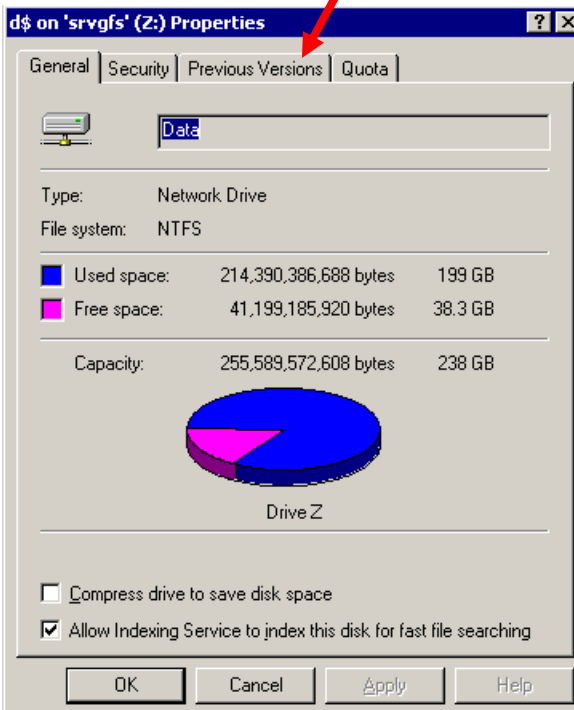 d$ on 'srvgfs' (Z:) Properties
General Security Previous Versions Quota
Data
Type: Network Drive
File system: NTFS
Used space: 214,390,386,688 bytes 199 GB
Free space: 41,199,185,920 bytes 38.3 GB
Capacity: 255,589,572,608 bytes 238 GB
Drive Z
Compress drive to save disk space
Allow Indexing Service to index this disk for fast file searching
OK Cancel Apply Help